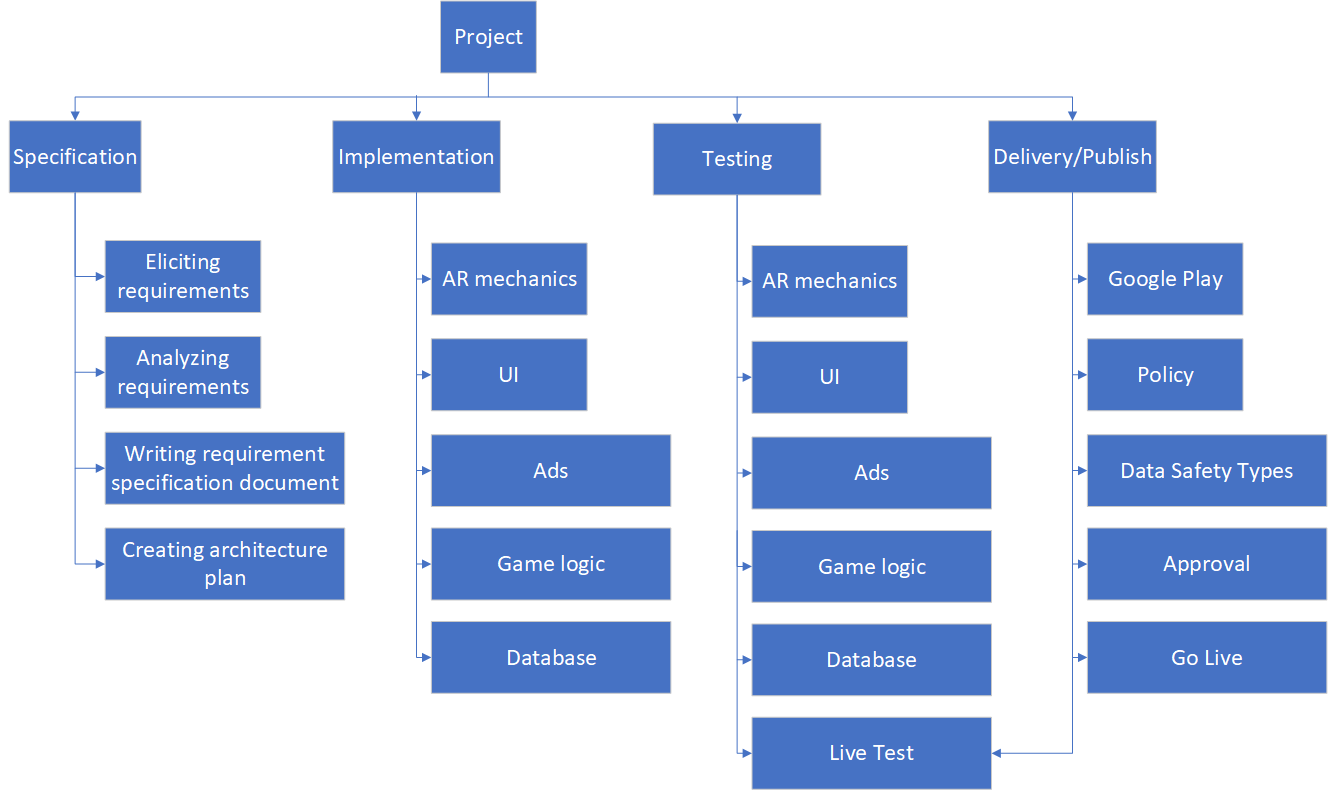 Project
Specification
Implementation
Testing
Delivery/Publish
Eliciting
requirements
Analyzing
requirements
Writing requirement
specification document
Creating architecture
plan
AR mechanics
UI
Ads
Game logic
Database
AR mechanics
UI
Ads
Game logic
Database
Live Test
Google Play
Policy
Data Safety Types
Approval
Go Live